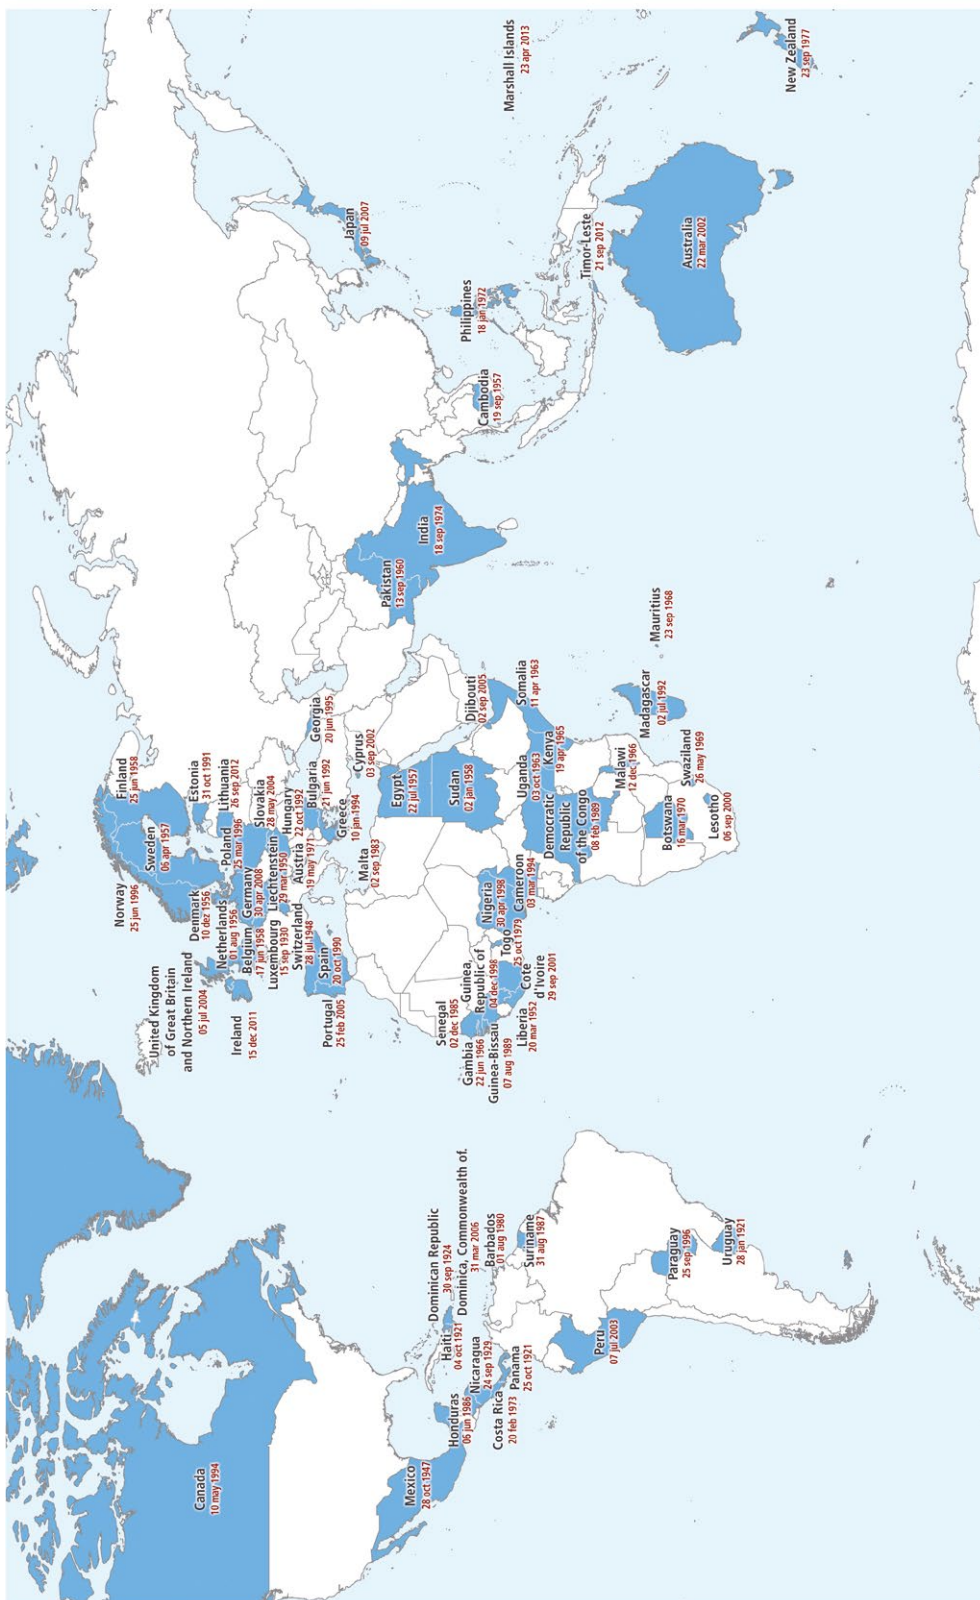 Canada
10 may 1994
Mexico
28 oct 1947
Honduras
06 jun 1986
Nicaragua
24 sep 1929
Costa Rica
20 feb 1973
Panama
25 oct 1921
Haiti
04 oct 1921
Dominican Republic
30 sep 1924
Dominica, Commonwealth of.
31 mar 2006
Barbados
01 aug 1980
Suriname
31 aug 1987
Peru
07 jul 2003
Paraguay
25 sep 1996
Uruguay
28 jan 1921
United Kingdom
of Great Britain
and Northern Ireland
05 jul 2004
Ireland
15 dec 2011
Norway
25 jun 1996
Sweden
06 apr 1957
Finland
25 jun 1958
Denmark
10 dez 1956
Netherlands
01 aug 1956
Belgium
17 jun 1958
Germany
30 apr 2008
Luxembourg
15 sep 1930
Liechtenstein
29 mar 1950
Switzerland
28 jul 1948
Austria
19 may 1971
Poland
25 mar 1996
Estonia
31 oct 1991
Lithuania
26 sep 2012
Slovakia
28 may 2004
Hungary
22 oct 1992
Bulgaria
21 jun 1992
Greece
10 jan 1994
Georgia
20 jun 1995
Cyprus
03 sep 2002
Malta
02 sep 1983
Spain
20 oct 1990
Portugal
25 feb 2005
Senegal
02 dec 1985
Gambia
22 jun 1966
Guinea-Bissau
07 aug 1989
Guinea,
Republic of
04 dec 1998
Liberia
20 mar 1952
Cote
d'Ivoire
29 sep 2001
Togo
25 oct 1979
Nigeria
30 apr 1998
Cameroon
03 mar 1994
Egypt
22 jul 1957
Sudan
02 jan 1958
Djibouti
02 sep 2005
Somalia
11 apr 1963
Uganda
03 oct 1963
Kenya
19 apr 1965
Democratic
Republic
of the Congo
08 feb 1989
Malawi
12 dec 1966
Madagascar
02 jul 1992
Mauritius
23 sep 1968
Botswana
16 mar 1970
Swaziland
26 may 1969
Lesotho
06 sep 2000
Pakistan
13 sep 1960
India
18 sep 1974
Cambodia
19 sep 1957
Philippines
18 jan 1972
Japan
09 jul 2007
Timor-Leste
21 sep 2012
Australia
22 mar 2002
Marshall Islands
23 apr 2013
New Zealand
23 sep 1977